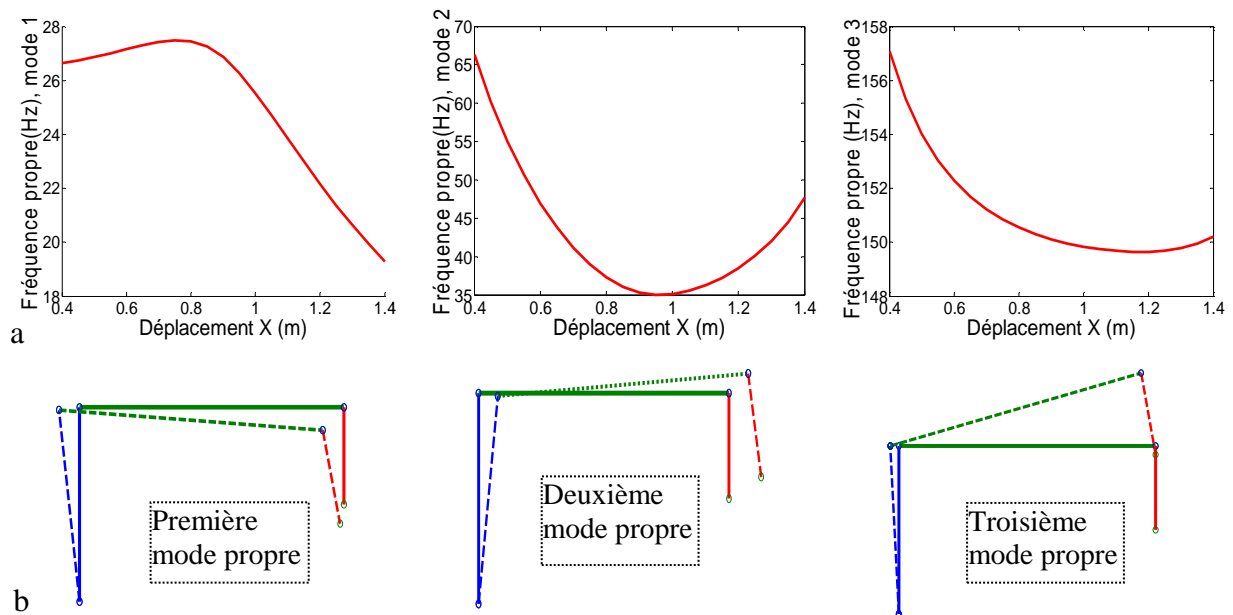 Fréquence propre(Hz), mode 1
28
26
24
22
20
18
0.4
0.6
0.8
1
1.2
1.4
Déplacement X (m)
Fréquence propre(Hz), mode 2
70
65
60
55
50
45
40
35
0.4
0.6
0.8
1
1.2
1.4
Déplacement X (m)
Fréquence propre (Hz), mode 3
158
156
154
152
150
148
0.4
0.6
0.8
1
1.2
1.4
Déplacement X (m)
a
Première
mode propre
Deuxième
mode propre
Troisième
mode propre
b